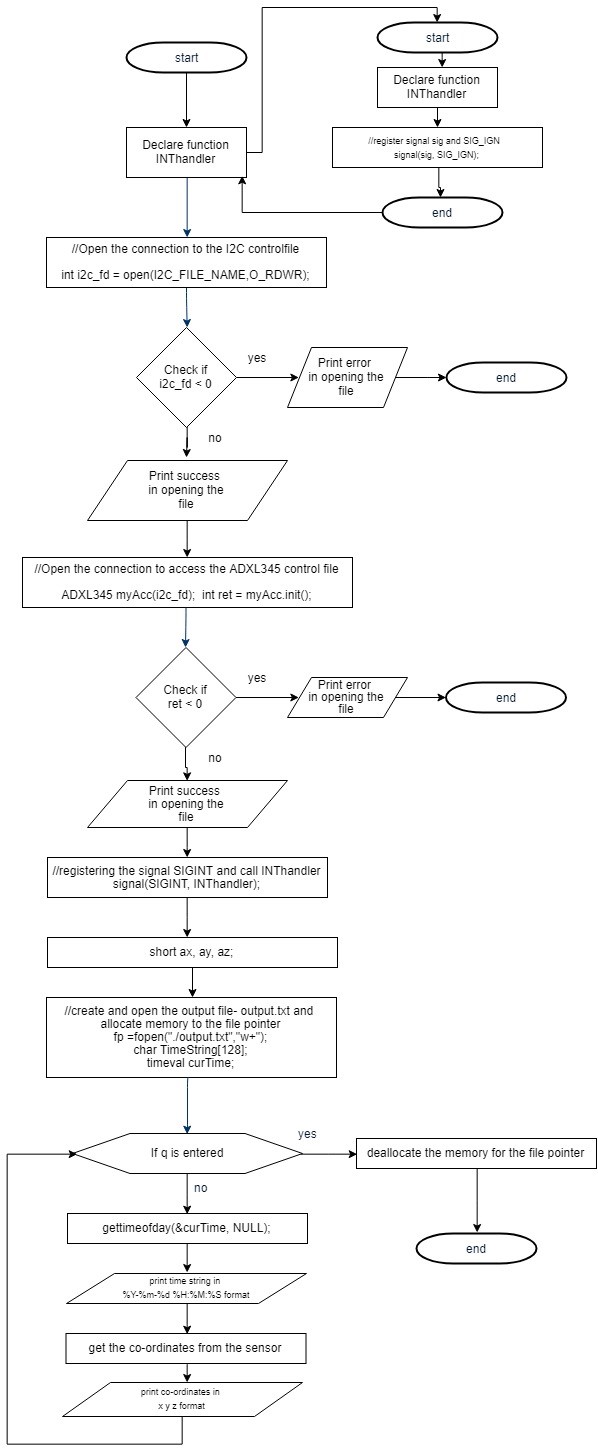 start
Declare function
INThandler
start
Declare function
INThandler
//register signal sig and SIG_IGN
signal(sig, SIG_IGN);
end
//Open the connection to the I2C controlfile
int i2c_fd = open(I2C_FILE_NAME,O_RDWR);
Check if
i2c_fd < 0
yes
Print error
in opening the
file
end
no
Print success
in opening the
file
//Open the connection to access the ADXL345 control file
ADXL345 myAcc(i2c_fd);  int ret = myAcc.init();
Check if
ret < 0
yes
Print error
in opening the
file
end
no
Print success
in opening the
file
//registering the signal SIGINT and call INThandler
signal(SIGINT, INThandler);
short ax, ay, az;
//create and open the output file- output.txt and
allocate memory to the file pointer
fp =fopen("./output.txt","w+");
char TimeString[128];
timeval curTime;
If q is entered
yes
deallocate the memory for the file pointer
end
no
gettimeofday(&curTime, NULL);
print time string in
%Y-%m-%d %H:%M:%S format
get the co-ordinates from the sensor
print co-ordinates in
x y z format